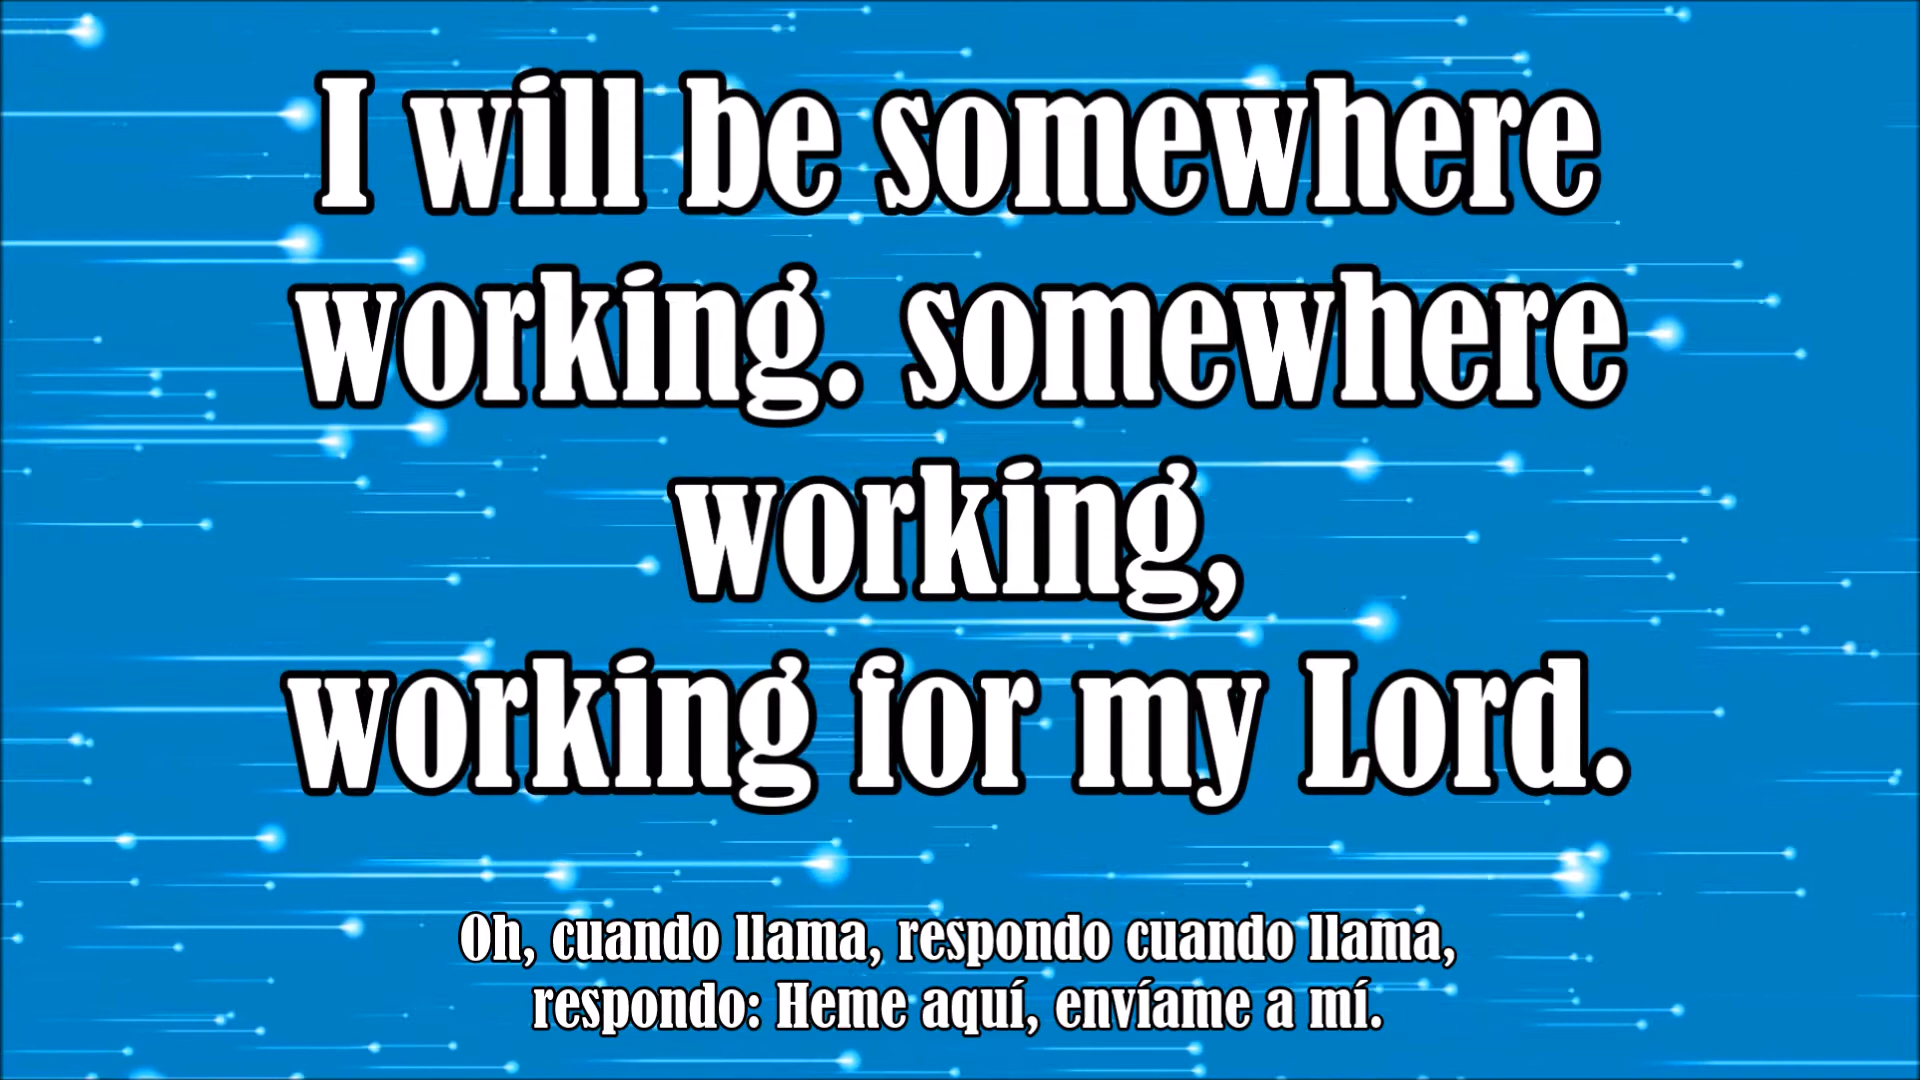 I will be somewhere
working. somewhere
working,
working for my Lord.
Oh, cuando llama, respondo cuando llama,
respondo: Heme aquí, envíame a mí.